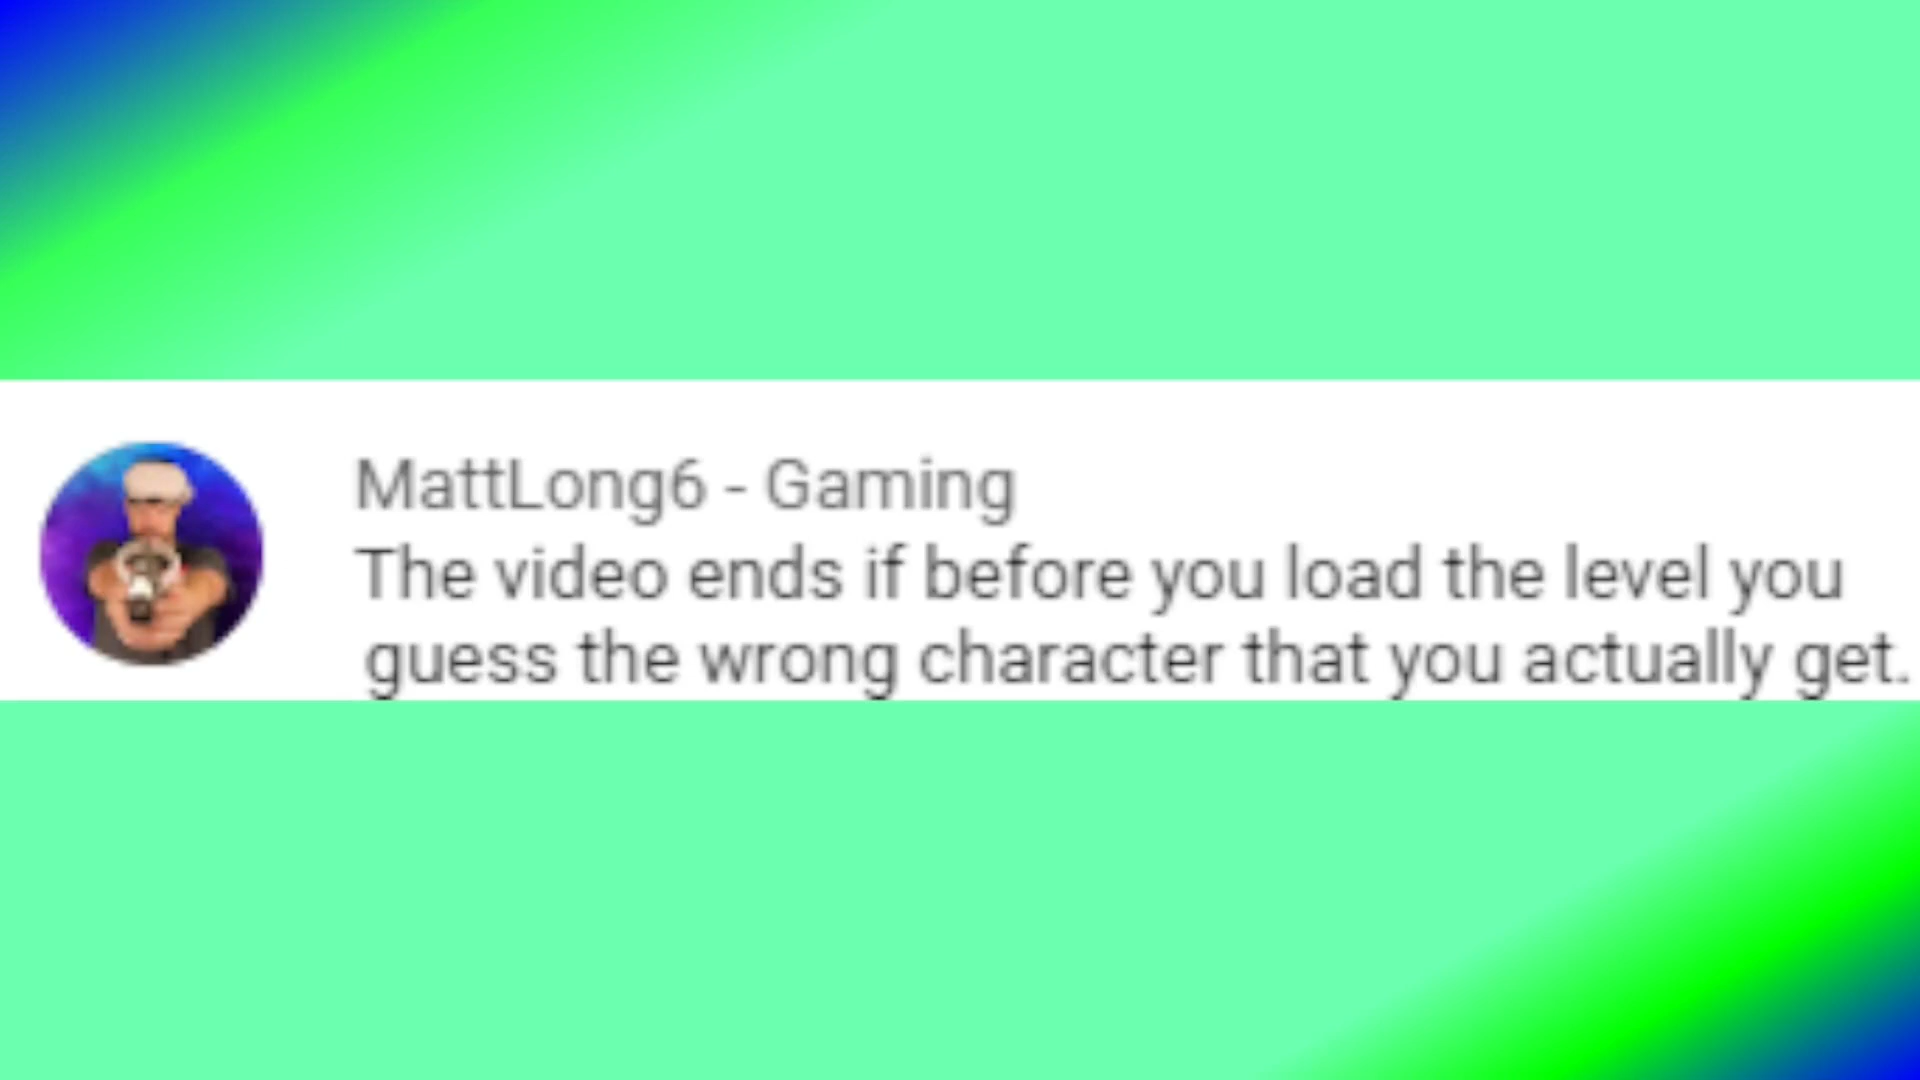 MattLong6 - Gaming
The video ends if before you load the level you
guess the wrong character that you actually get.